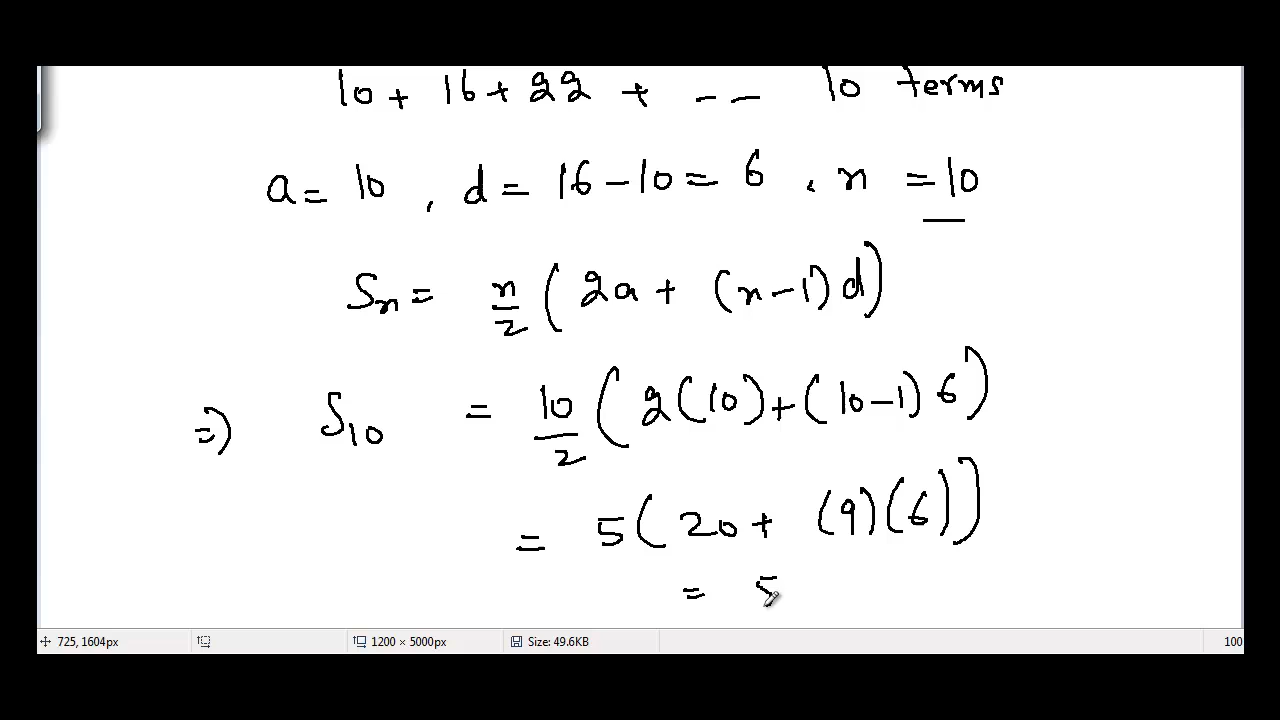 10 + 16 + 22 + -- 10 terms
a = 10 , d = 16 - 10 = 6 , n = 10
Sn = n/2 ( 2a + (n-1) d )
=) S10 = 10/2 ( 2(10) + (10-1) 6 )
= 5 ( 20 + (9)(6) )
= 5
725, 1604px 1200 × 5000px Size: 49.6KB 100